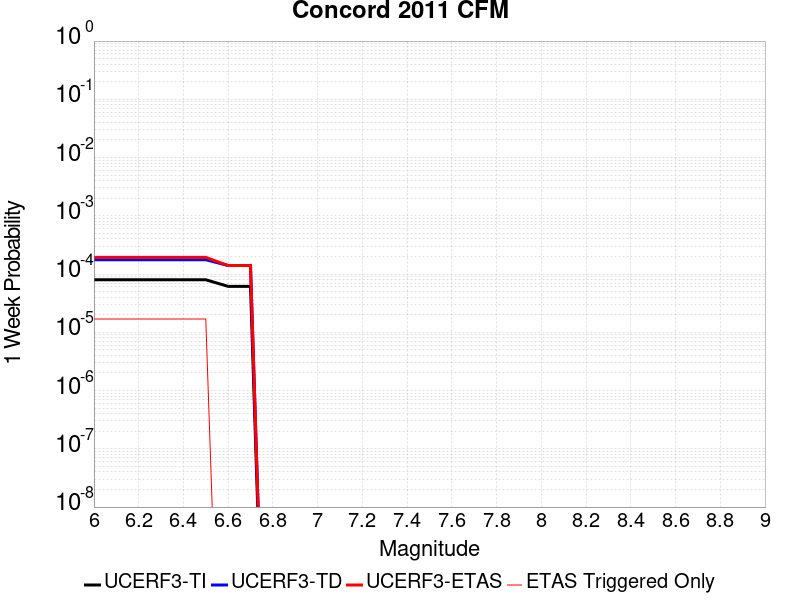 Concord 2011 CFM
10^0
10^-1
10^-2
10^-3
10^-4
10^-5
10^-6
10^-7
10^-8
1 Week Probability
6 6.2 6.4 6.6 6.8 7 7.2 7.4 7.6 7.8 8 8.2 8.4 8.6 8.8 9
Magnitude
UCERF3-TI UCERF3-TD UCERF3-ETAS ETAS Triggered Only